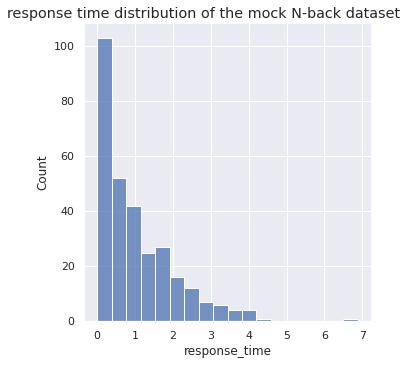 response time distribution of the mock N-back dataset
100
80
60
40
20
0
Count
0 1 2 3 4 5 6 7
response_time